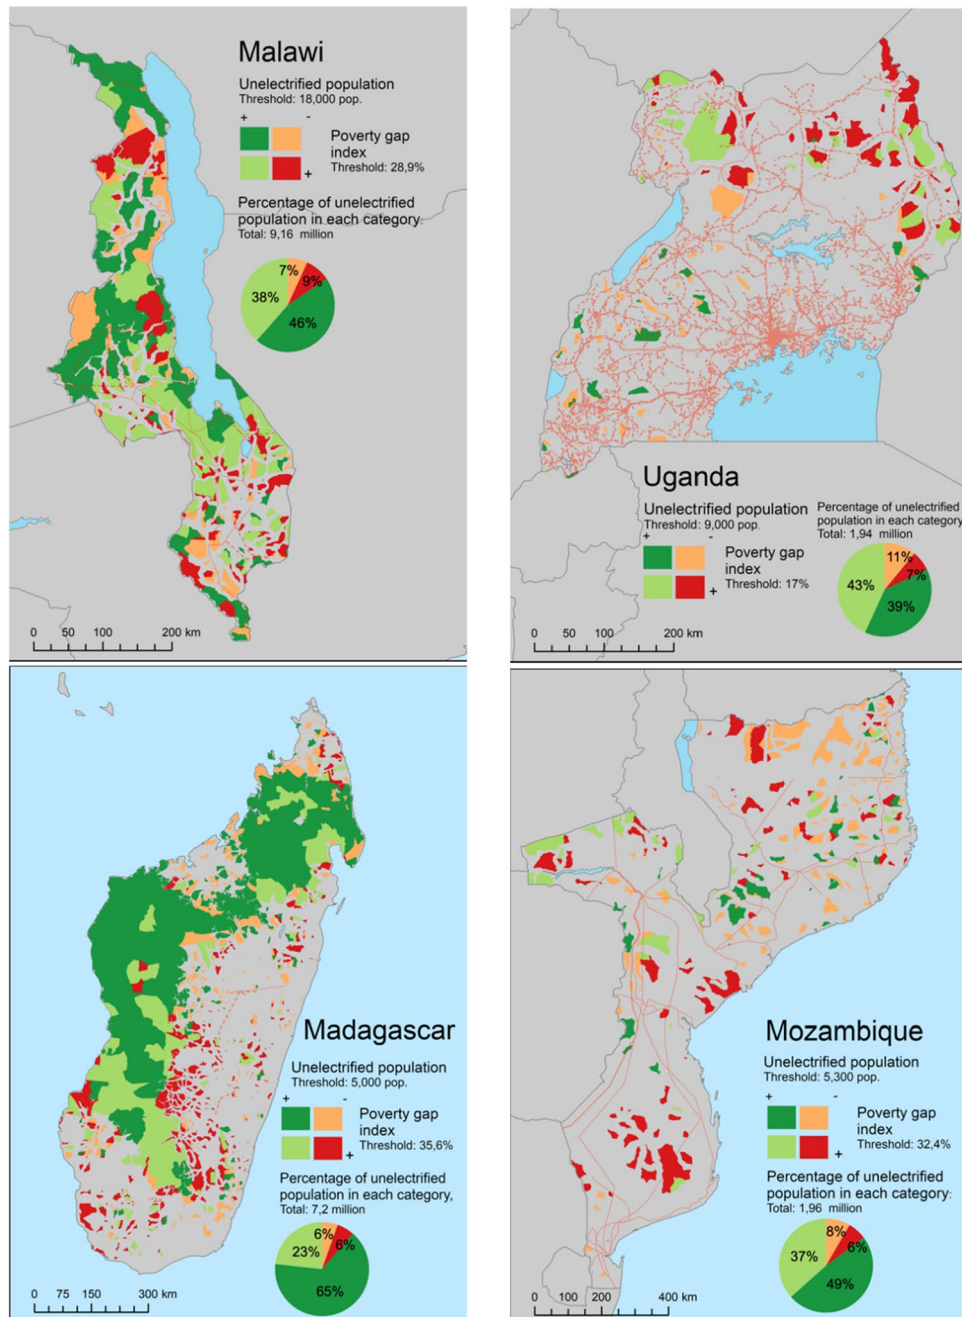 Malawi
Unelectrified population
Threshold: 18,000 pop.
+ -
Poverty gap
index
Threshold: 28,9%
+
Percentage of unelectrified
population in each category:
Total: 9,16 million
7%
9%
38%
46%
0 50 100 200 km
Uganda
Unelectrified population
Threshold: 9,000 pop.
+ -
Poverty gap
index
Threshold: 17%
+
Percentage of unelectrified
population in each category
Total: 1,94 million
11%
7%
43%
39%
0 50 100 200 km
Madagascar
Unelectrified population
Threshold: 5,000 pop.
+ -
Poverty gap
index
Threshold: 35,6%
+
Percentage of unelectrified
population in each category,
Total: 7,2 million
6%
6%
23%
65%
0 75 150 300 km
Mozambique
Unelectrified population
Threshold: 5,300 pop.
+ -
Poverty gap
index
Threshold: 32,4%
+
Percentage of unelectrified
population in each category:
Total: 1,96 million
8%
6%
37%
49%
0 100 200 400 km